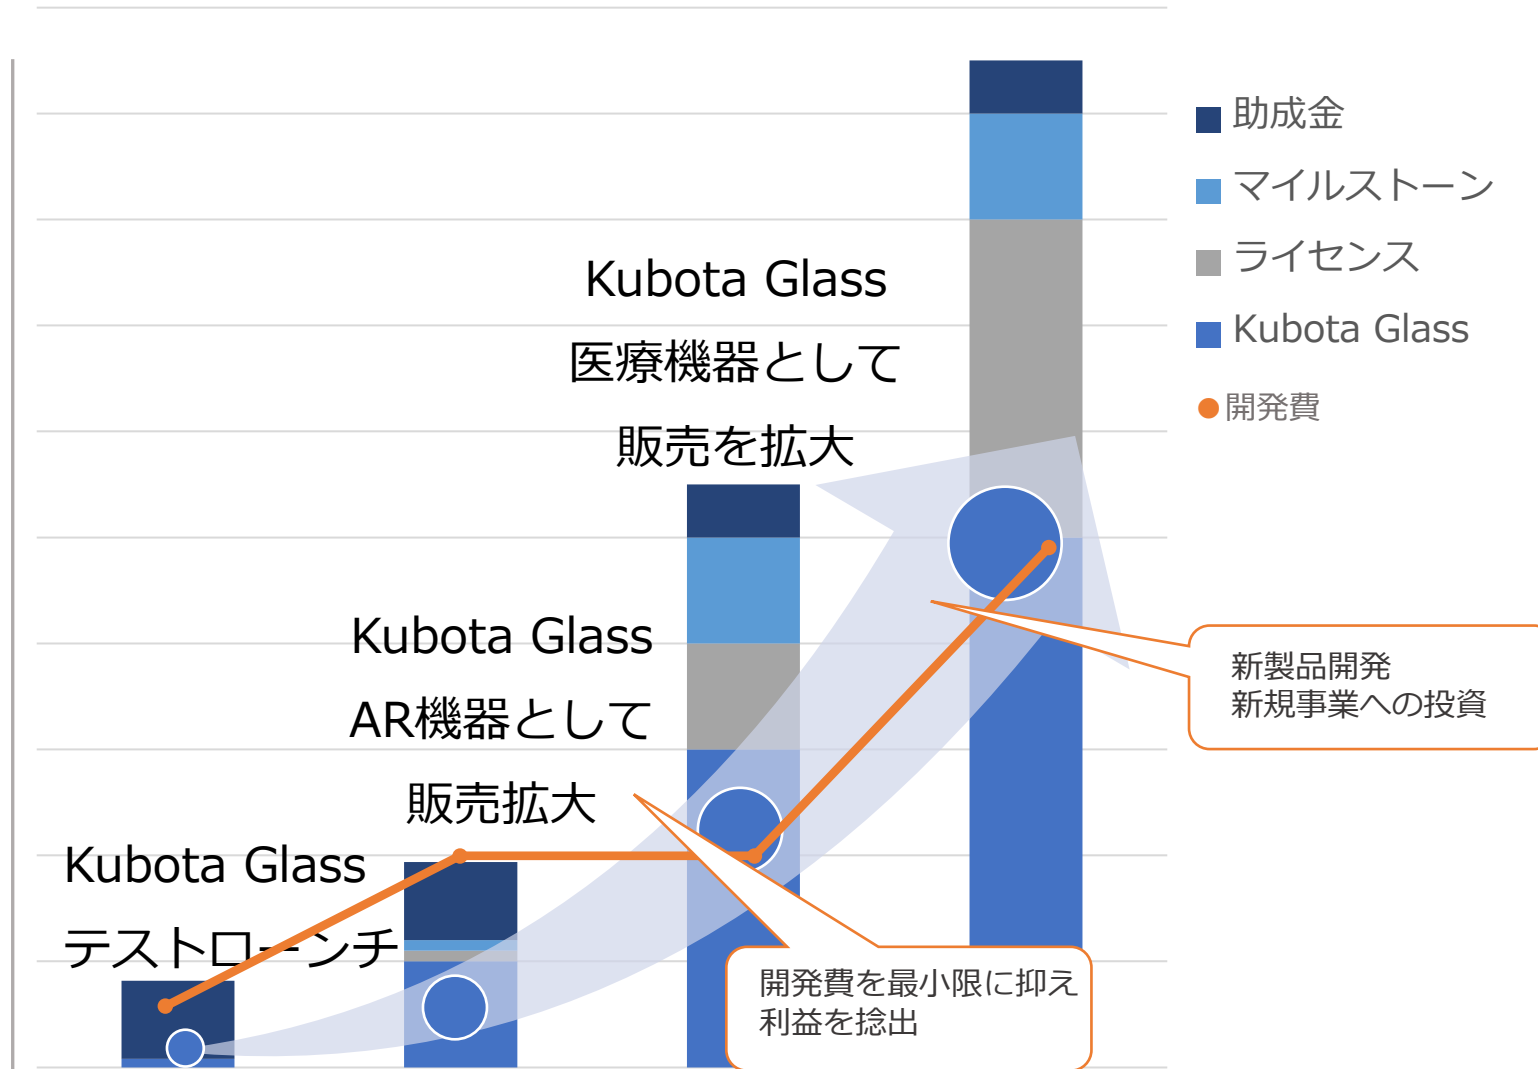 助成金
マイルストーン
ライセンス
Kubota Glass
開発費
Kubota Glass
医療機器として
販売を拡大
Kubota Glass
AR機器として
販売拡大
Kubota Glass
テストローンチ
新製品開発
新規事業への投資
開発費を最小限に抑え
利益を捻出